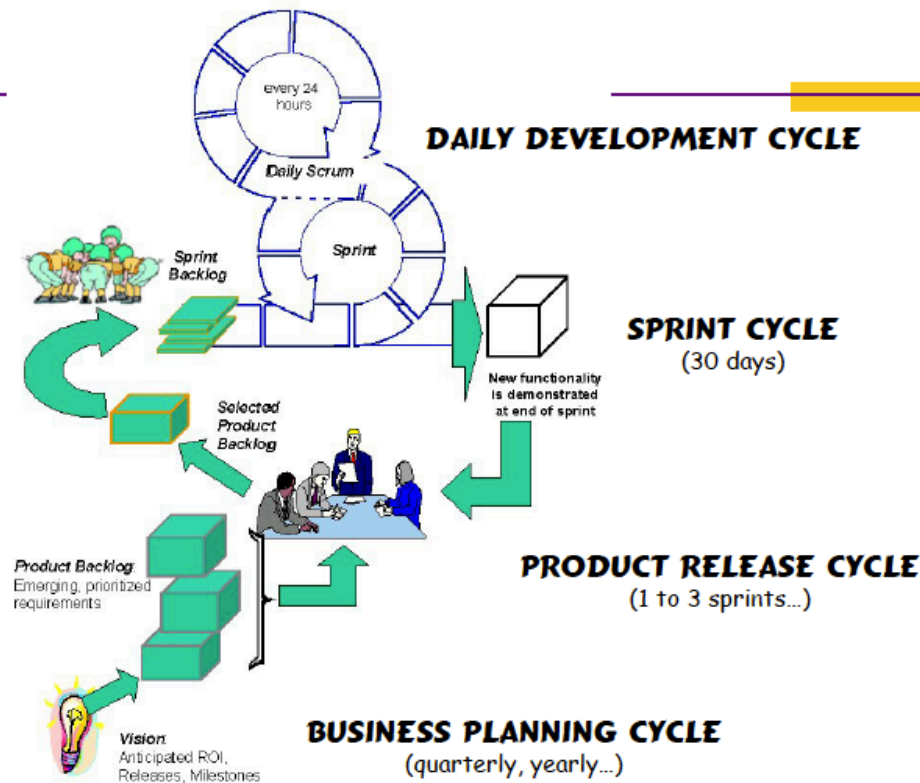 every 24
hours
DAILY DEVELOPMENT CYCLE
Daily Scrum
Sprint
Backlog
Sprint
SPRINT CYCLE
(30 days)
New functionality
is demonstrated
at end of sprint
Selected
Product
Backlog
PRODUCT RELEASE CYCLE
(1 to 3 sprints...)
Product Backlog:
Emerging, prioritized
requirements
BUSINESS PLANNING CYCLE
(quarterly, yearly...)
Vision:
Anticipated ROI,
Releases, Milestones